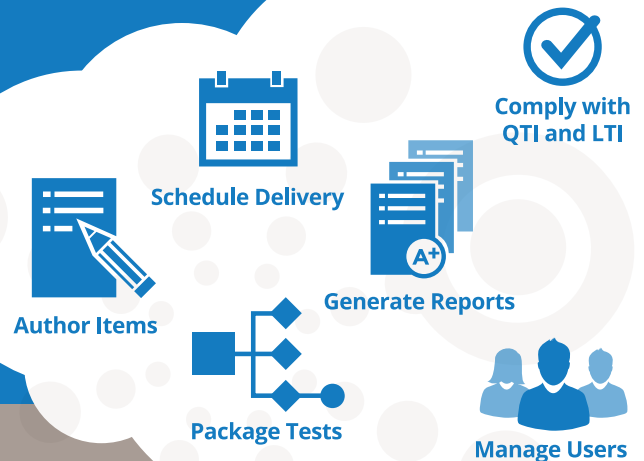 Comply with
QTI and LTI
Schedule Delivery
A+
Generate Reports
Author Items
Package Tests
Manage Users